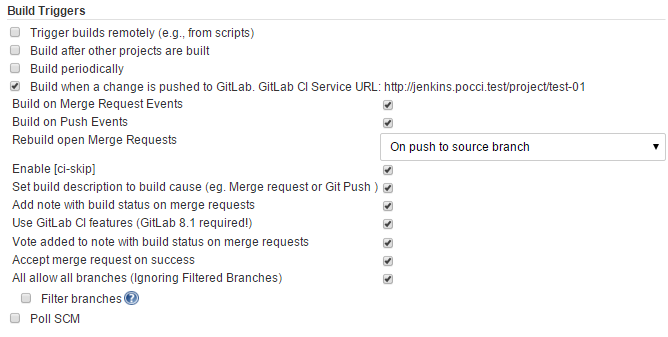 Build Triggers
Trigger builds remotely (e.g., from scripts)
Build after other projects are built
Build periodically
Build when a change is pushed to GitLab. GitLab CI Service URL: http://jenkins.pocci.test/project/test-01
Build on Merge Request Events
Build on Push Events
Rebuild open Merge Requests
On push to source branch
Enable [ci-skip]
Set build description to build cause (eg. Merge request or Git Push )
Add note with build status on merge requests
Use GitLab CI features (GitLab 8.1 required!)
Vote added to note with build status on merge requests
Accept merge request on success
All allow all branches (Ignoring Filtered Branches)
Filter branches
Poll SCM